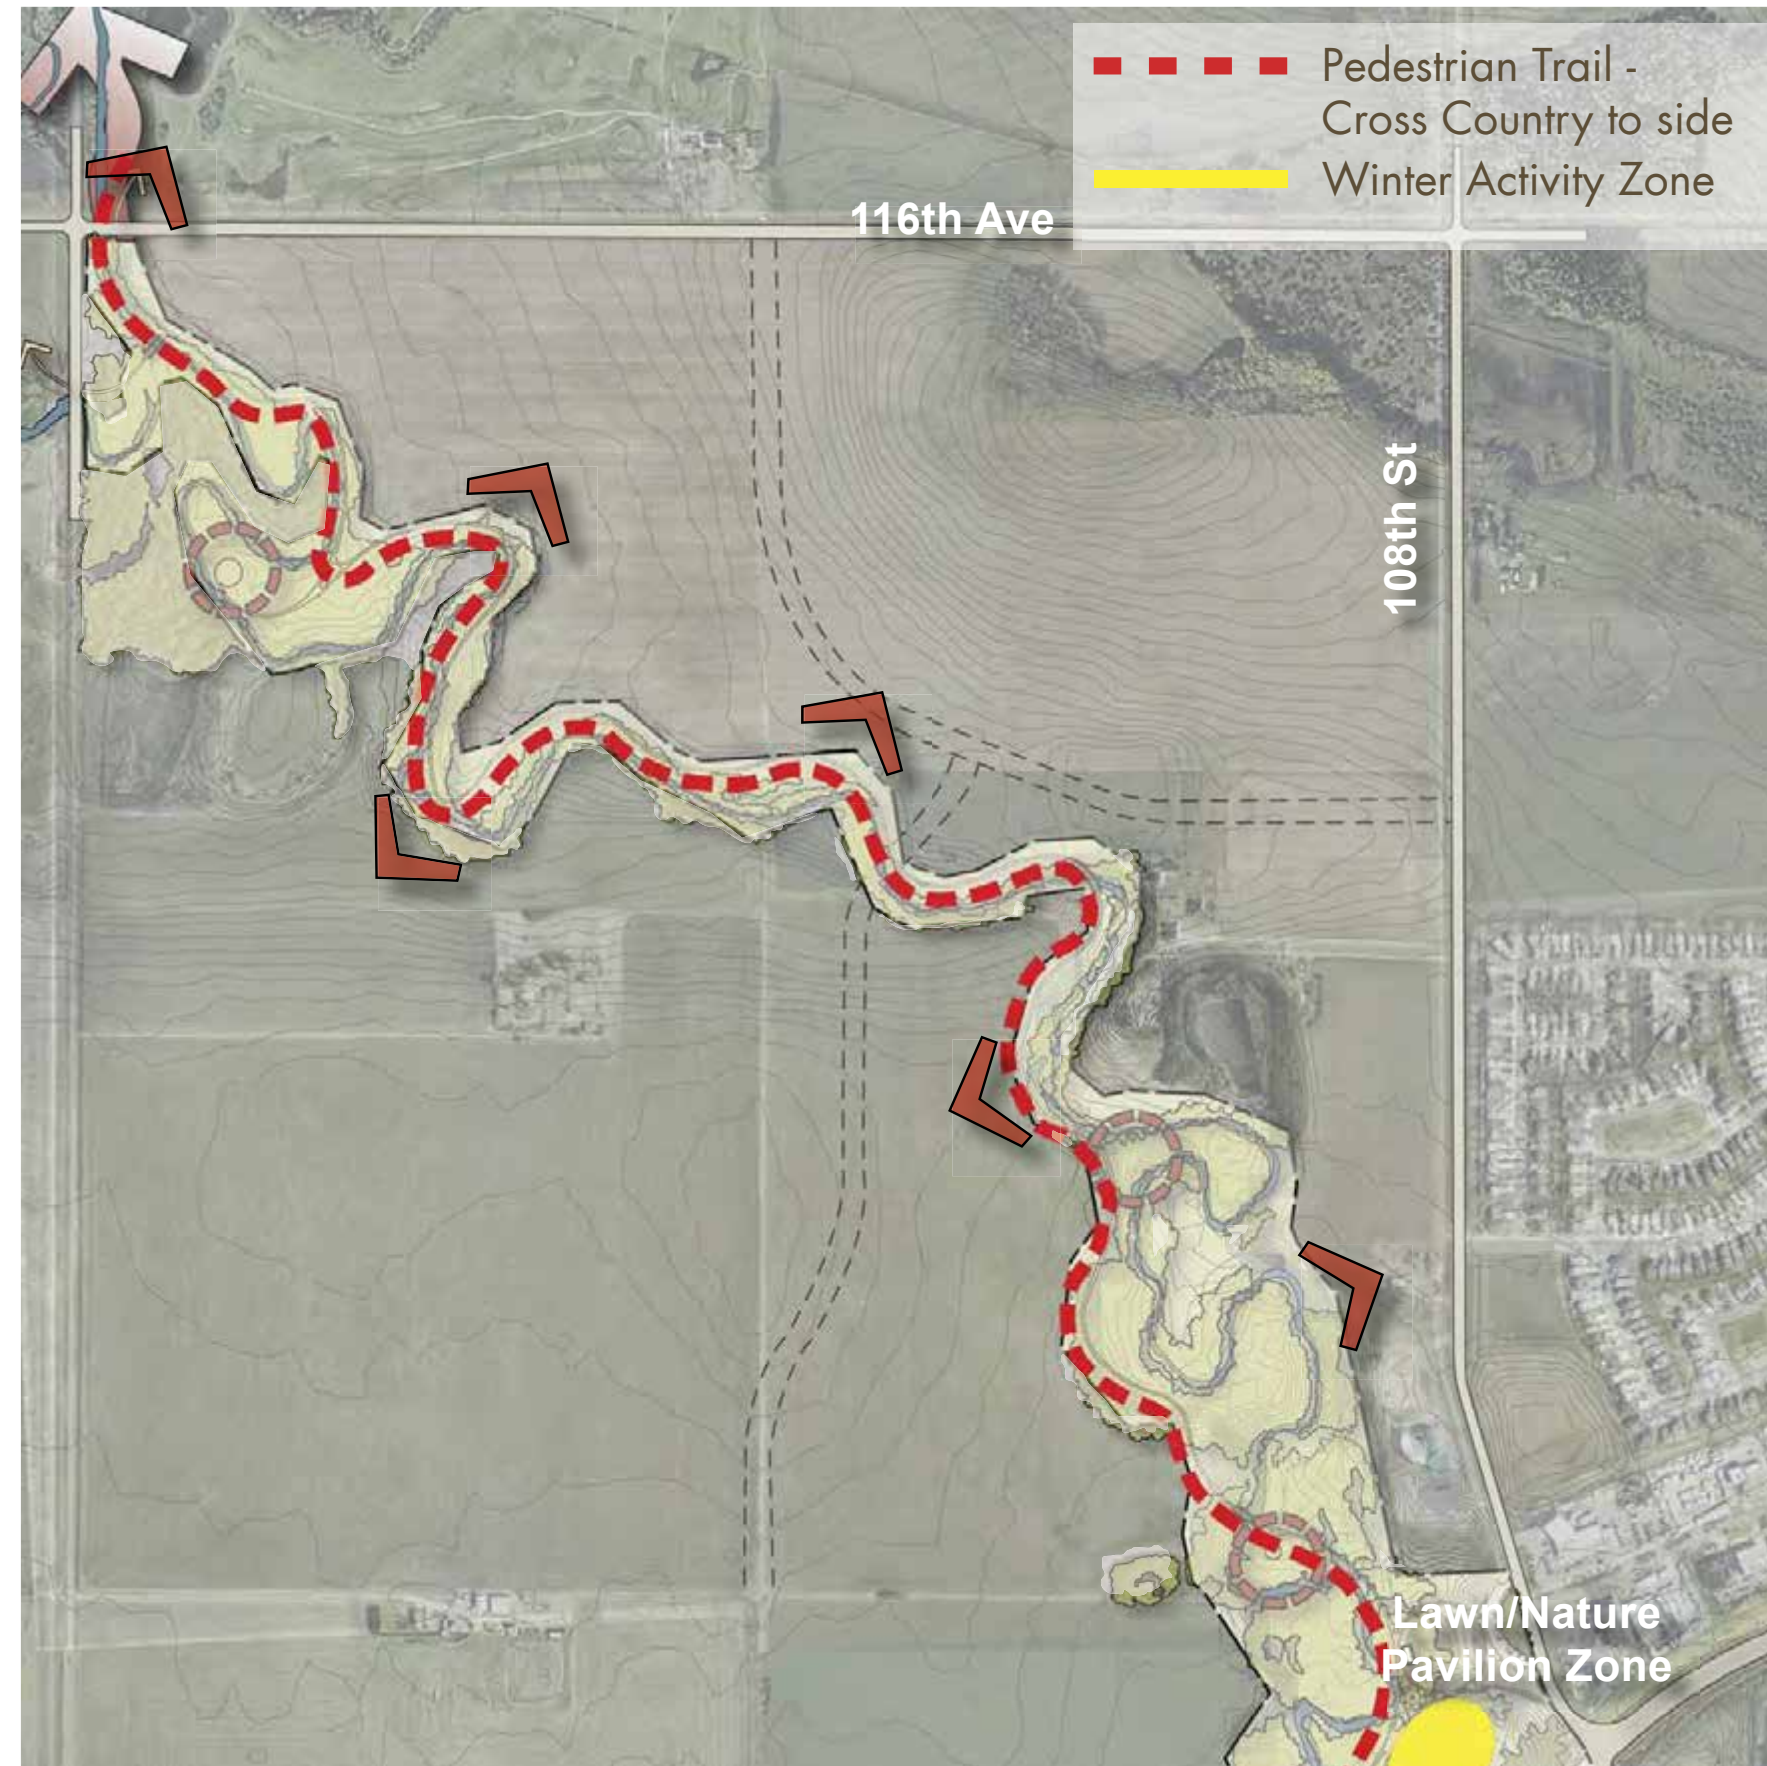 Pedestrian Trail -
Cross Country to side
Winter Activity Zone
116th Ave
108th St
Lawn/Nature
Pavilion Zone